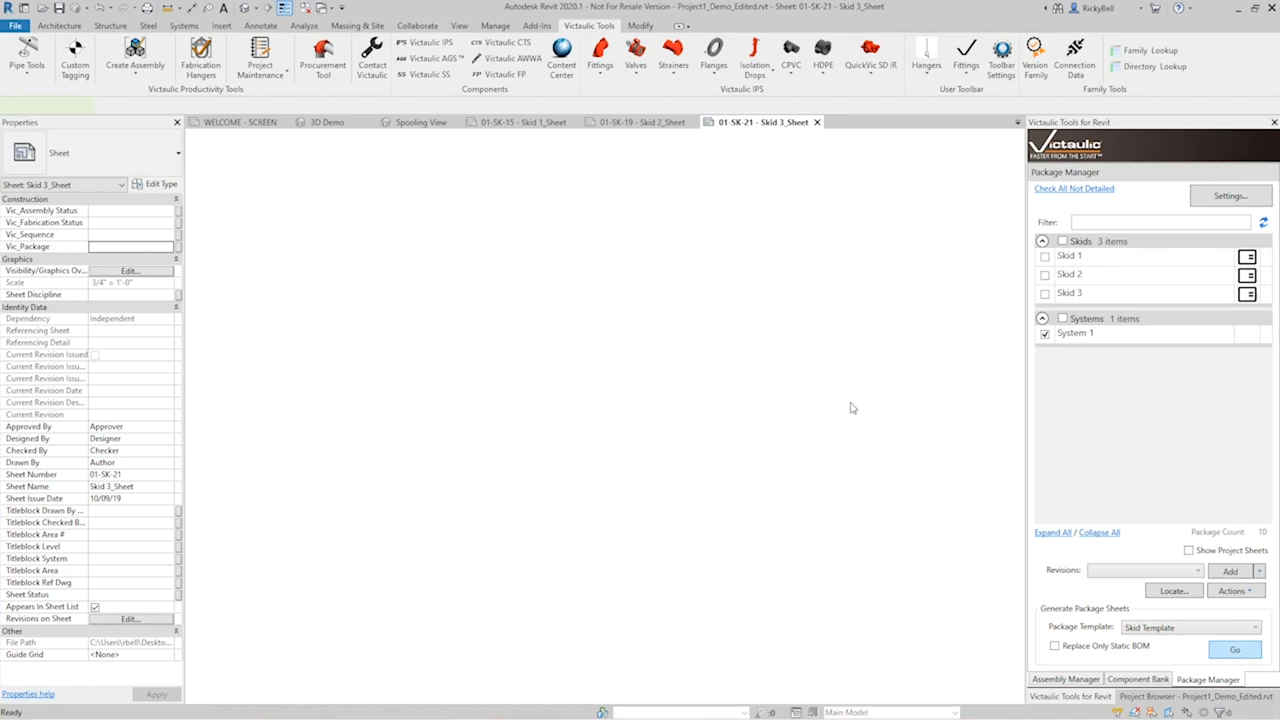 Autodesk Revit 2020.1 - Not For Resale Version - Project1_Demo_Edited.rvt - Sheet: 01-SK-21 - Skid 3_Sheet
RickyBell
File Architecture Structure Steel Systems Insert Annotate Analyze Massing & Site Collaborate View Manage Add-Ins Victaulic Tools Modify
Pipe Tools
Custom Tagging
Create Assembly
Fabrication Hangers
Project Maintenance
Procurement Tool
Contact Victaulic
Victaulic IPS
Victaulic AGS™
Victaulic SS
Victaulic CTS
Victaulic AWWA
Victaulic FP
Content Center
Fittings
Valves
Strainers
Flanges
Isolation Drops
CPVC
HDPE
QuickVic SD IR
Hangers
Fittings
Toolbar Settings
Version Family
Connection Data
Family Lookup
Directory Lookup
Victaulic Productivity Tools
Components
Victaulic IPS
User Toolbar
Family Tools
Properties
WELCOME - SCREEN
3D Demo
Spooling View
01-SK-15 - Skid 1_Sheet
01-SK-19 - Skid 2_Sheet
01-SK-21 - Skid 3_Sheet
Sheet
Sheet: Skid 3_Sheet
Edit Type
Construction
Vic_Assembly Status
Vic_Fabrication Status
Vic_Sequence
Vic_Package
Graphics
Visibility/Graphics Ov... Edit...
Scale 3/4" = 1'-0"
Sheet Discipline
Identity Data
Dependency Independent
Referencing Sheet
Referencing Detail
Current Revision Issued
Current Revision Issu...
Current Revision Issu...
Current Revision Date
Current Revision Des...
Current Revision
Approved By Approver
Designed By Designer
Checked By Checker
Drawn By Author
Sheet Number 01-SK-21
Sheet Name Skid 3_Sheet
Sheet Issue Date 10/09/19
Titleblock Drawn By ...
Titleblock Checked B...
Titleblock Area #
Titleblock Level
Titleblock System
Titleblock Area
Titleblock Ref Dwg
Sheet Status
Appears In Sheet List
Revisions on Sheet Edit...
Other
File Path C:\Users\rbell\Deskto...
Guide Grid <None>
Properties help
Apply
Victaulic Tools for Revit
Victaulic
FASTER FROM THE START™
Package Manager
Check All Not Detailed
Settings...
Filter:
Skids 3 items
Skid 1
Skid 2
Skid 3
Systems 1 items
System 1
Expand All / Collapse All
Package Count 10
Show Project Sheets
Revisions:
Add
Locate...
Actions
Generate Package Sheets
Package Template: Skid Template
Replace Only Static BOM
Go
Assembly Manager Component Bank Package Manager
Victaulic Tools for Revit Project Browser - Project1_Demo_Edited.rvt
Ready
:0
Main Model
:0